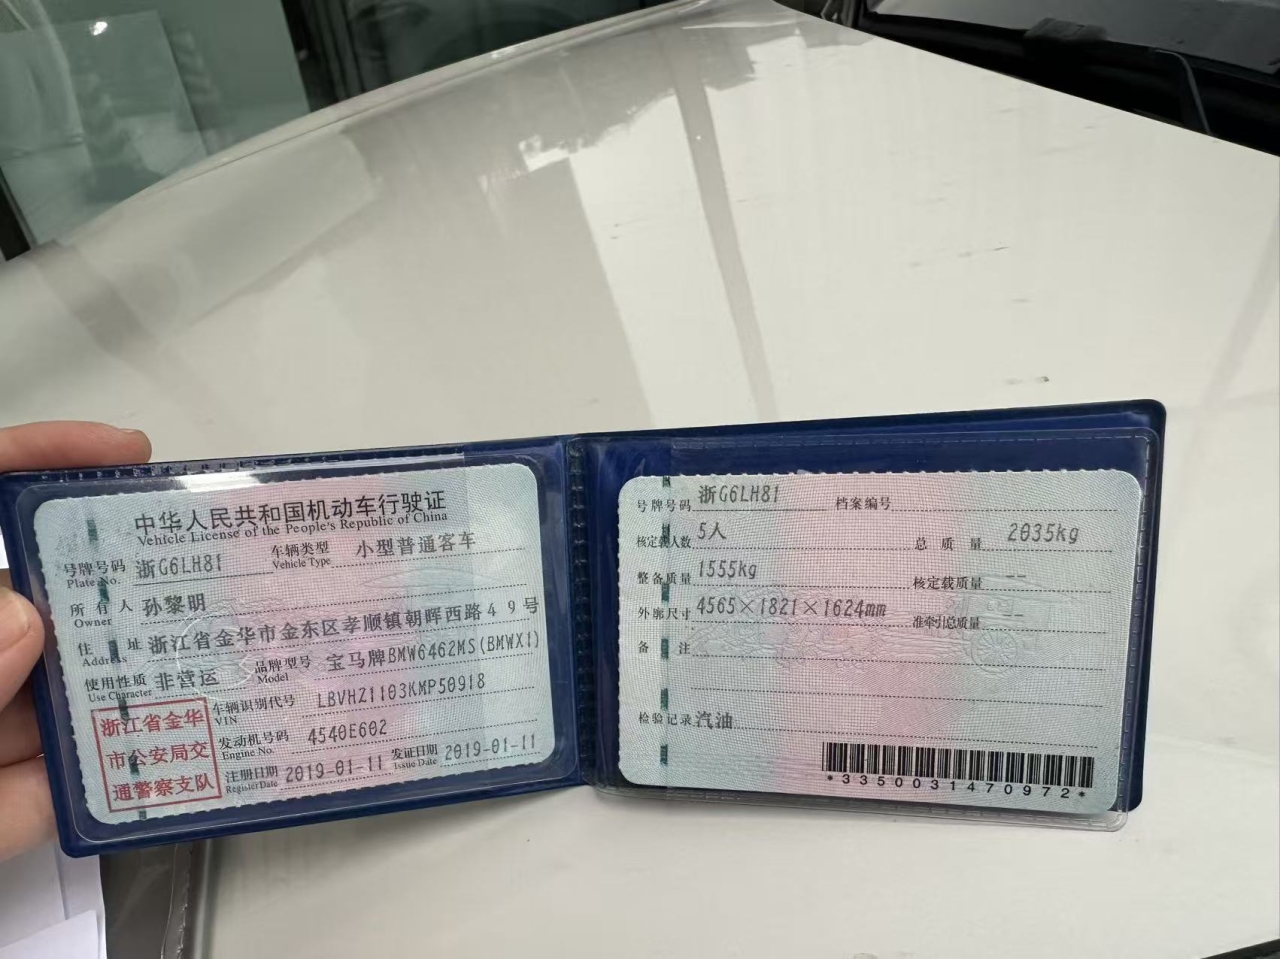 中华人民共和国机动车行驶证
Vehicle License of the People's Republic of China
号牌号码 浙G6LH81 车辆类型 小型普通客车
Plate No. Vehicle Type
所有人 孙黎明
Owner
住址 浙江省金华市金东区孝顺镇朝晖西路49号
Address
使用性质 非营运 品牌型号 宝马牌BMW6462MS(BMWX1)
Use Character Model
浙江省金华
市公安局交
通警察支队
车辆识别代号 LBVHZ1103KMP50918
VIN
发动机号码 4540E602
Engine No.
注册日期 2019-01-11 发证日期 2019-01-11
Register Date Issue Date
号牌号码 浙G6LH81 档案编号
核定载人数 5人 总质量 2035kg
整备质量 1555kg 核定载质量 --
外廓尺寸 4565×1821×1624mm 准牵引总质量 --
备注
检验记录 汽油
*3350031470972*